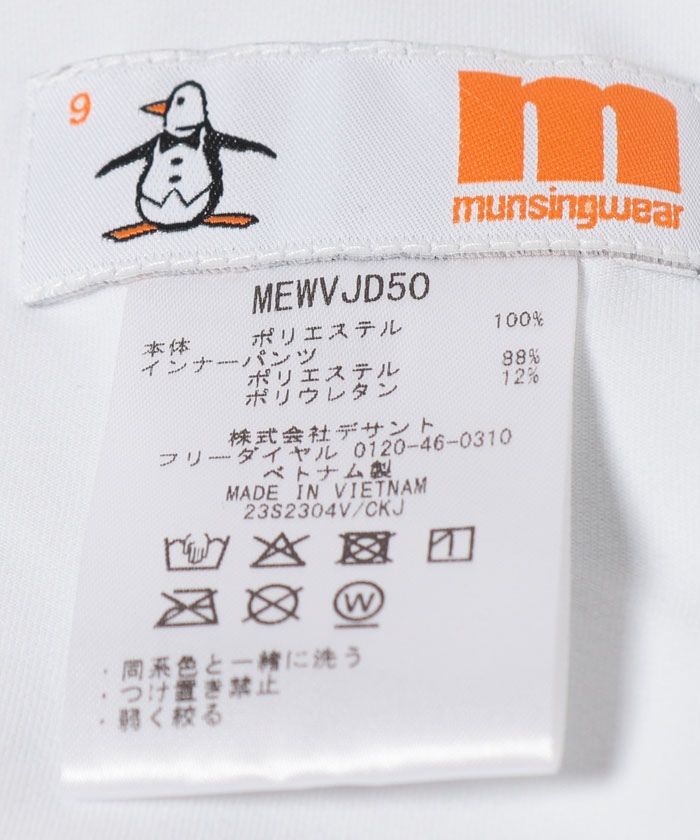 9
m
munsingwear
MEWVJD50
本体 ポリエステル 100%
インナーパンツ
ポリエステル 88%
ポリウレタン 12%
株式会社デサント
フリーダイヤル 0120-46-0310
ベトナム製
MADE IN VIETNAM
23S2304V/CKJ
W
・同系色と一緒に洗う
・つけ置き禁止
・弱く絞る